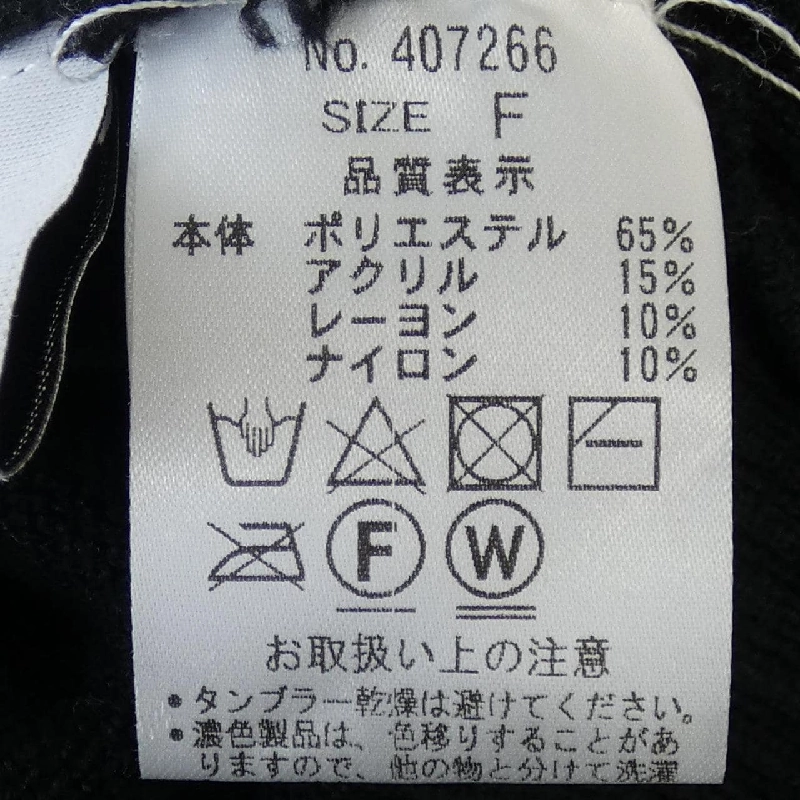 No. 407266
SIZE F
品質表示
本体 ポリエステル 65%
アクリル 15%
レーヨン 10%
ナイロン 10%
F W
お取扱い上の注意
●タンブラー乾燥は避けてください。
●濃色製品は、色移りすることがあ
りますので、他の物と分けて洗濯